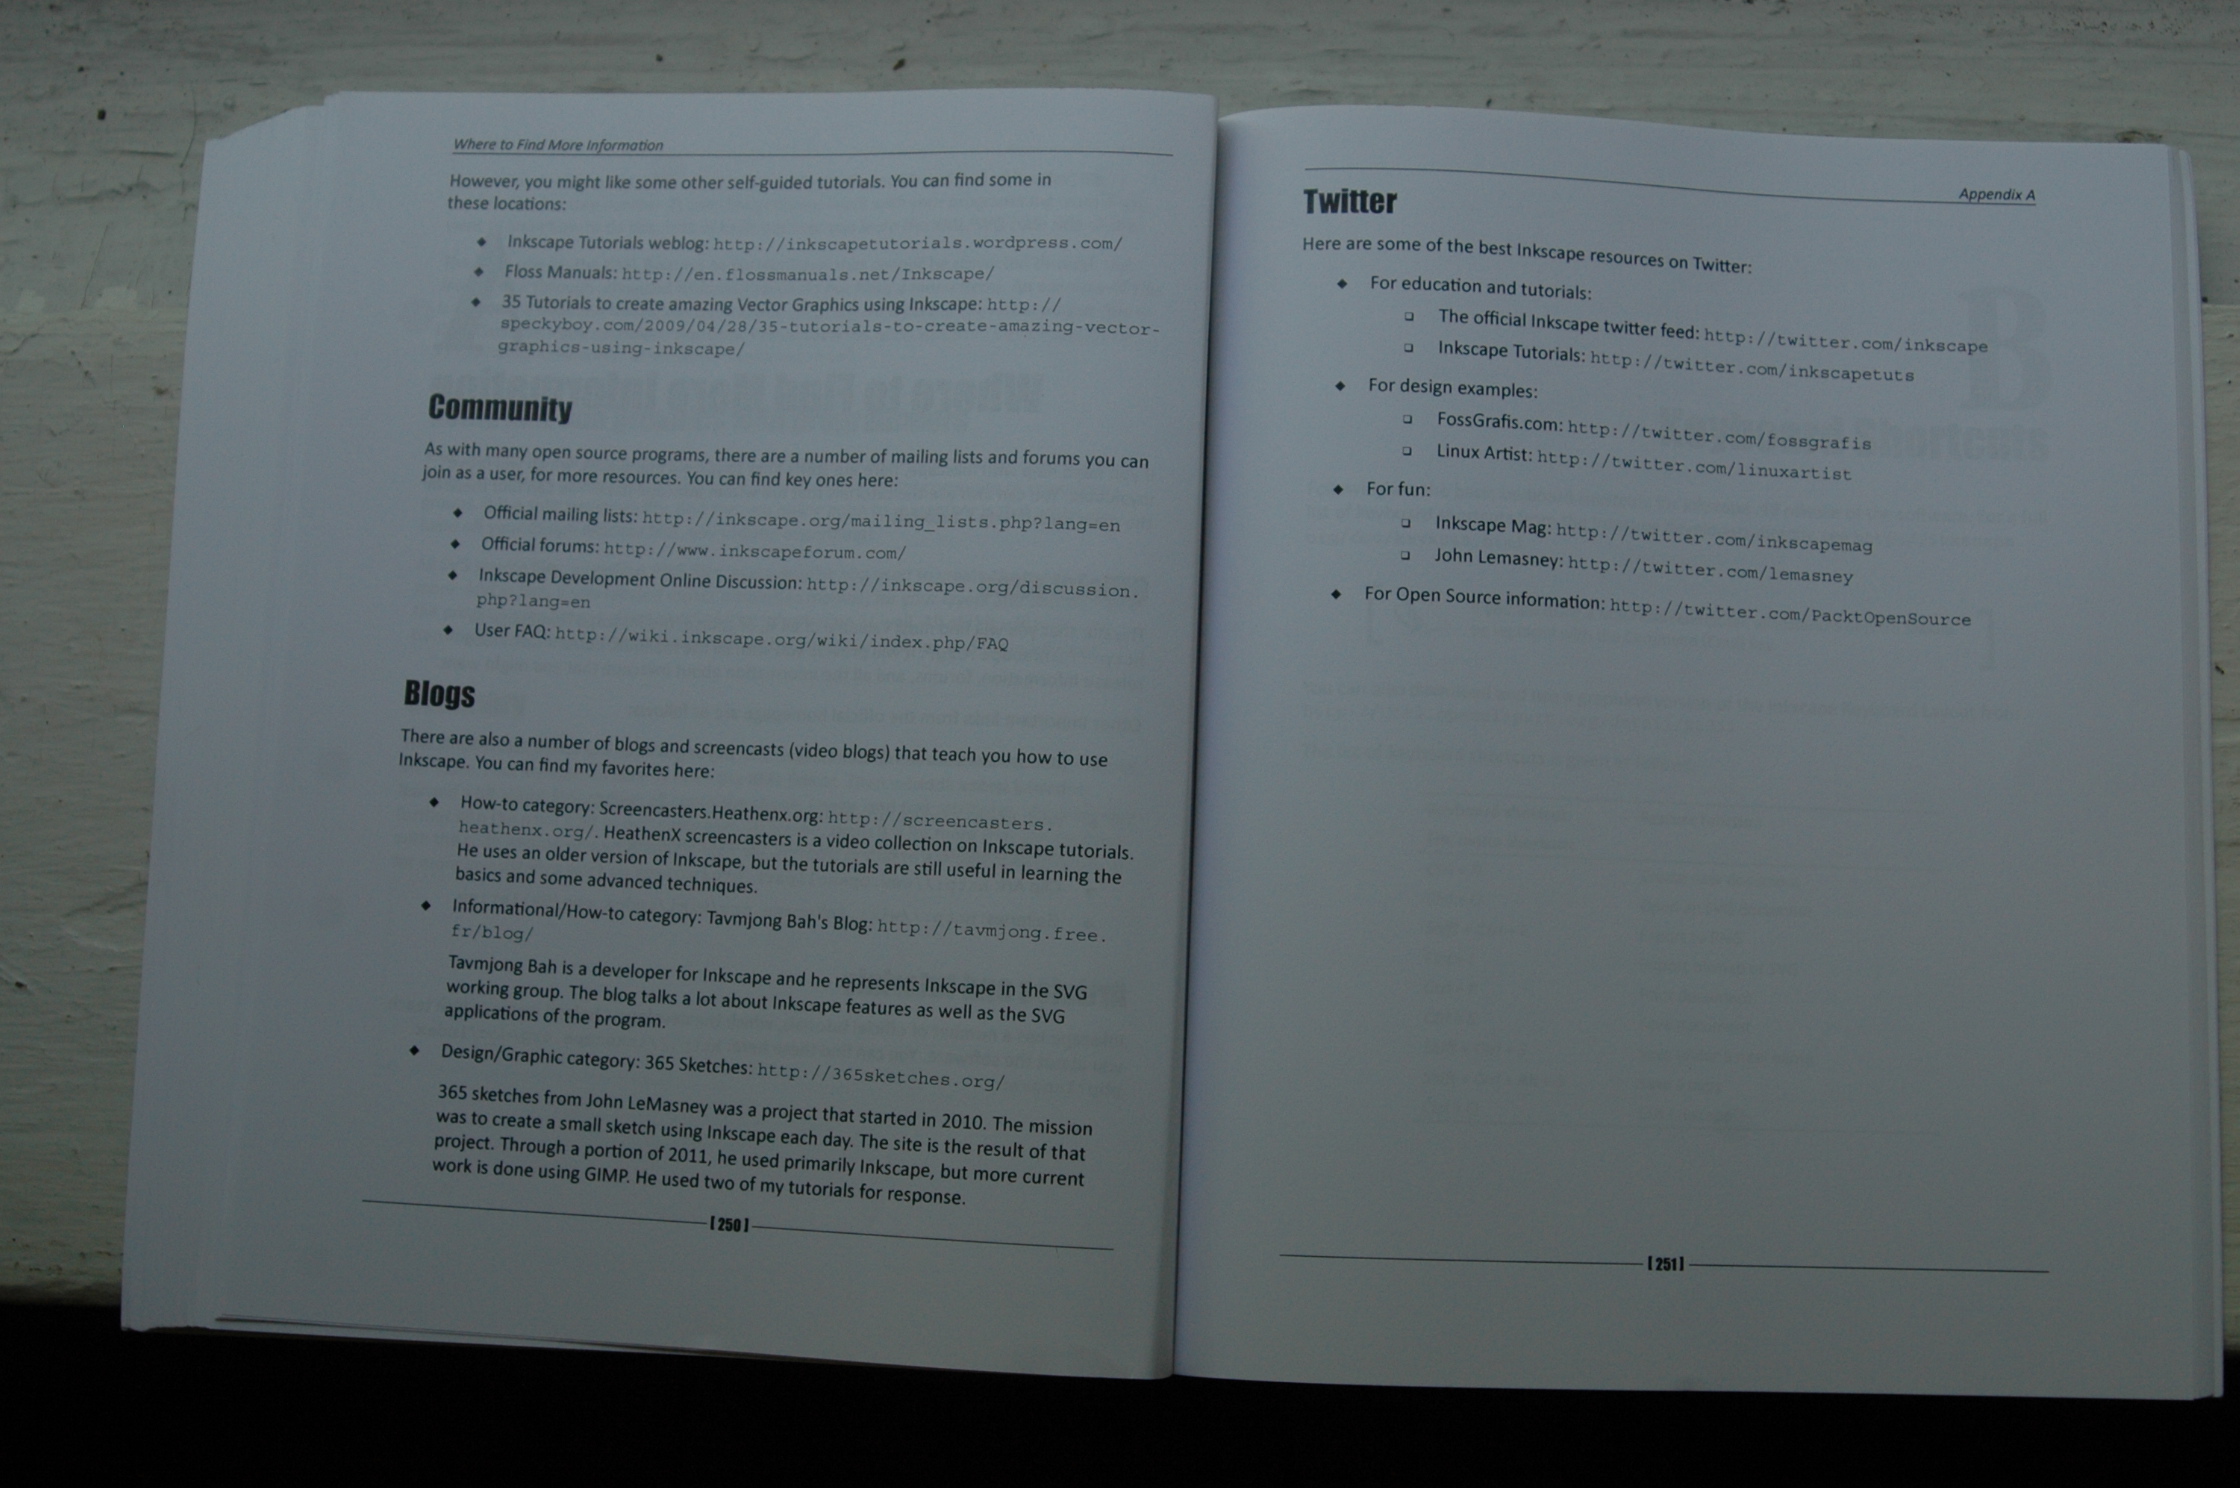 Where to Find More Information
However, you might like some other self-guided tutorials. You can find some in
these locations:
◆ Inkscape Tutorials weblog: http://inkscapetutorials.wordpress.com/
◆ Floss Manuals: http://en.flossmanuals.net/Inkscape/
◆ 35 Tutorials to create amazing Vector Graphics using Inkscape: http://
speckyboy.com/2009/04/28/35-tutorials-to-create-amazing-vector-
graphics-using-inkscape/
Community
As with many open source programs, there are a number of mailing lists and forums you can
join as a user, for more resources. You can find key ones here:
◆ Official mailing lists: http://inkscape.org/mailing_lists.php?lang=en
◆ Official forums: http://www.inkscapeforum.com/
◆ Inkscape Development Online Discussion: http://inkscape.org/discussion.
php?lang=en
◆ User FAQ: http://wiki.inkscape.org/wiki/index.php/FAQ
Blogs
There are also a number of blogs and screencasts (video blogs) that teach you how to use
Inkscape. You can find my favorites here:
◆ How-to category: Screencasters.Heathenx.org: http://screencasters.
heathenx.org/. HeathenX screencasters is a video collection on Inkscape tutorials.
He uses an older version of Inkscape, but the tutorials are still useful in learning the
basics and some advanced techniques.
◆ Informational/How-to category: Tavmjong Bah's Blog: http://tavmjong.free.
fr/blog/
Tavmjong Bah is a developer for Inkscape and he represents Inkscape in the SVG
working group. The blog talks a lot about Inkscape features as well as the SVG
applications of the program.
◆ Design/Graphic category: 365 Sketches: http://365sketches.org/
365 sketches from John LeMasney was a project that started in 2010. The mission
was to create a small sketch using Inkscape each day. The site is the result of that
project. Through a portion of 2011, he used primarily Inkscape, but more current
work is done using GIMP. He used two of my tutorials for response.
[250]
Appendix A
Twitter
Here are some of the best Inkscape resources on Twitter:
◆ For education and tutorials:
❑ The official Inkscape twitter feed: http://twitter.com/inkscape
❑ Inkscape Tutorials: http://twitter.com/inkscapetuts
◆ For design examples:
❑ FossGrafis.com: http://twitter.com/fossgrafis
❑ Linux Artist: http://twitter.com/linuxartist
◆ For fun:
❑ Inkscape Mag: http://twitter.com/inkscapemag
❑ John Lemasney: http://twitter.com/lemasney
◆ For Open Source information: http://twitter.com/PacktOpenSource
[251]